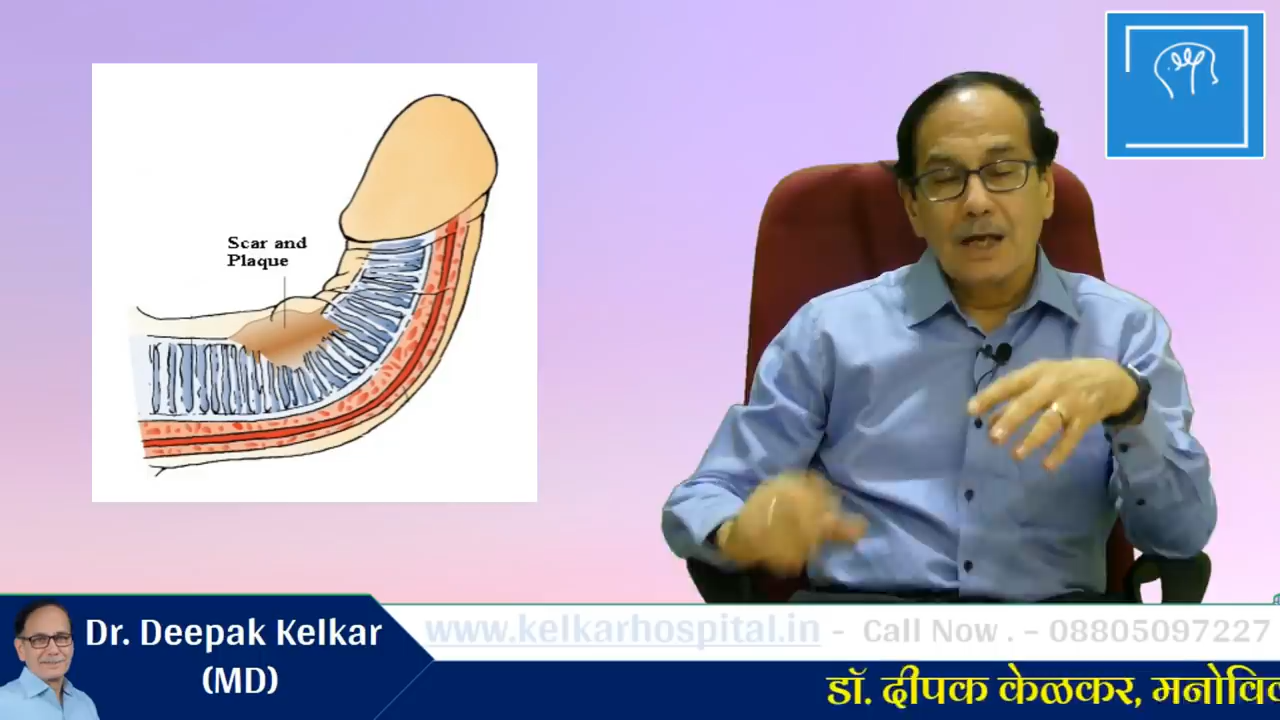 Scar and
Plaque
Dr. Deepak Kelkar
(MD)
www.kelkarhospital.in - Call Now . - 08805097227
डॉ. दीपक केळकर,